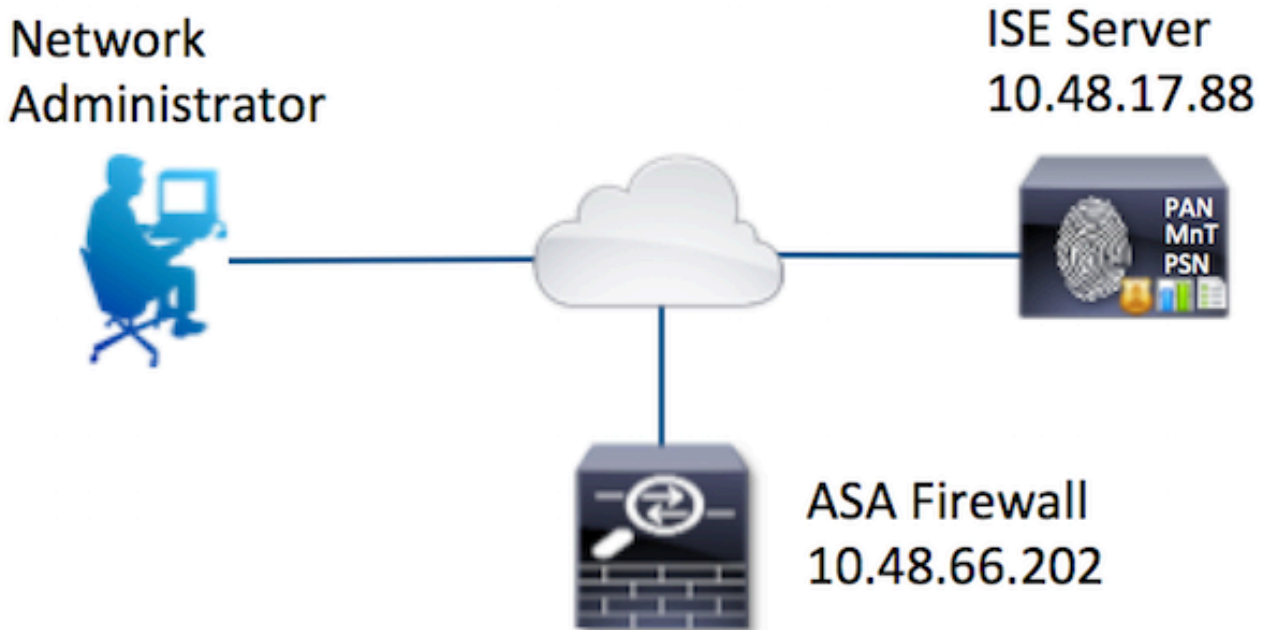 Network
Administrator
ISE Server
10.48.17.88
PAN
MnT
PSN
ASA Firewall
10.48.66.202